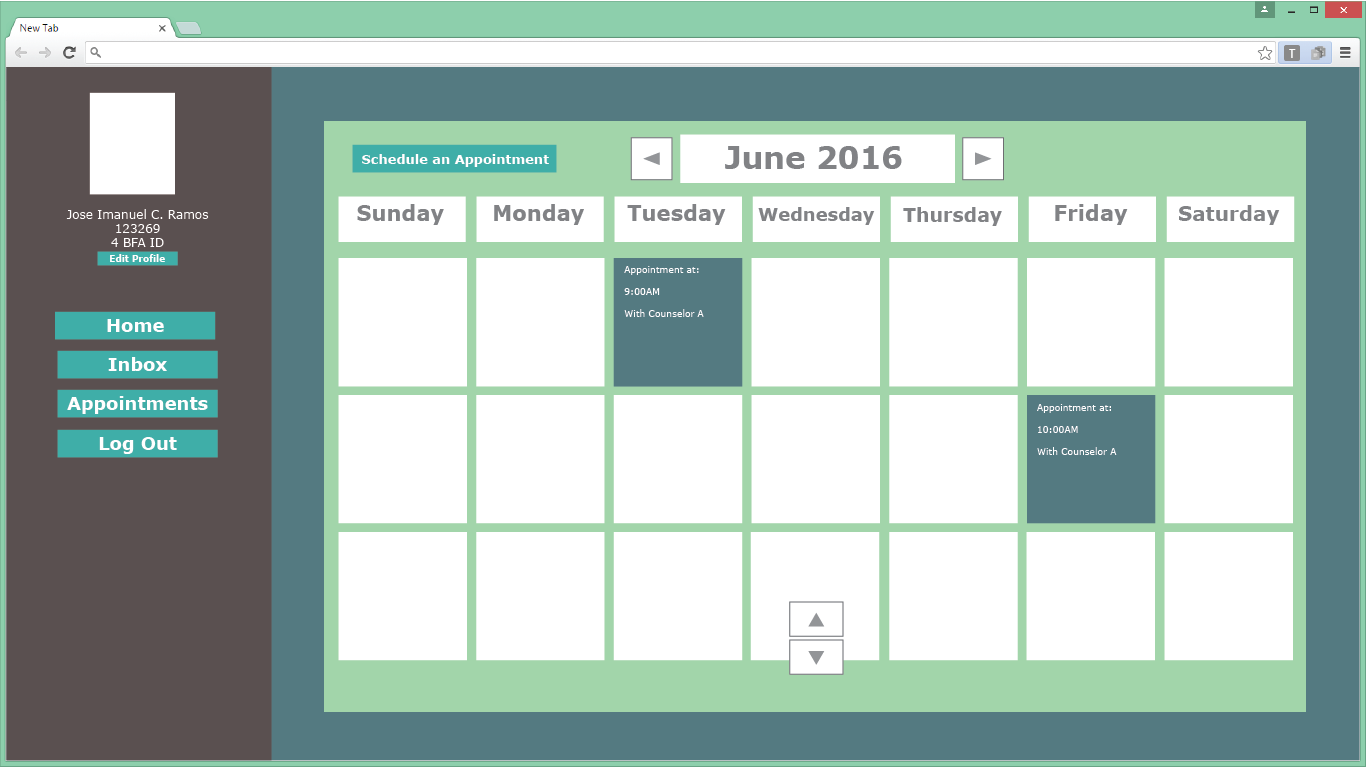 New Tab
T
Jose Imanuel C. Ramos
123269
4 BFA ID
Edit Profile
Home
Inbox
Appointments
Log Out
Schedule an Appointment
June 2016
Sunday Monday Tuesday Wednesday Thursday Friday Saturday
Appointment at:
9:00AM
With Counselor A
Appointment at:
10:00AM
With Counselor A